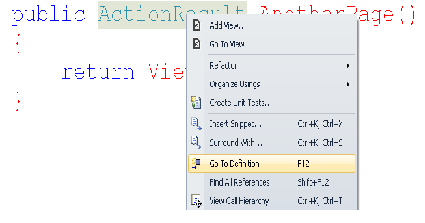 public ActionResult AnotherPage()
{
return Vie
}
Add View...
Go To View
Refactor
Organize Usings
Create Unit Tests...
Insert Snippet... Ctrl+K, Ctrl+X
Surround With... Ctrl+K, Ctrl+S
Go To Definition F12
Find All References Shift+F12
View Call Hierarchy Ctrl+K, Ctrl+T